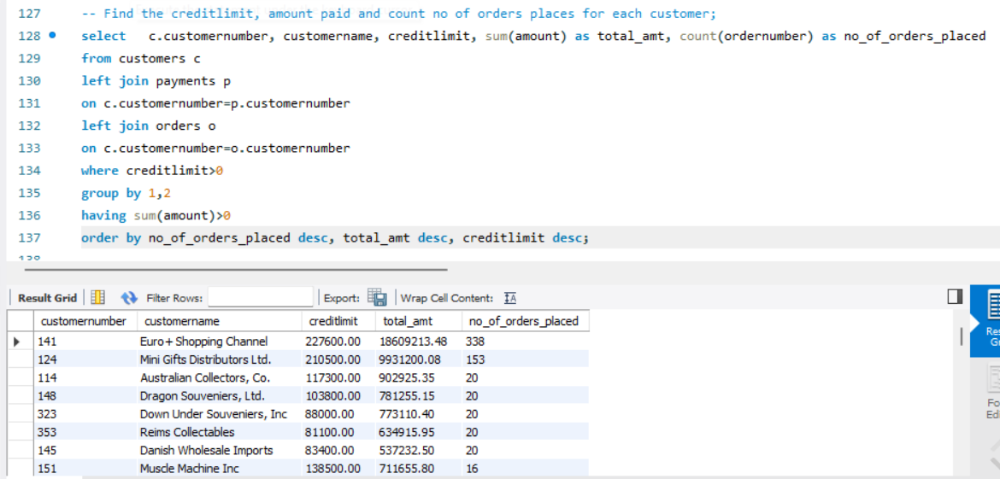 127 -- Find the creditlimit, amount paid and count no of orders places for each customer;
128 select c.customernumber, customername, creditlimit, sum(amount) as total_amt, count(ordernumber) as no_of_orders_placed
129 from customers c
130 left join payments p
131 on c.customernumber=p.customernumber
132 left join orders o
133 on c.customernumber=o.customernumber
134 where creditlimit>0
135 group by 1,2
136 having sum(amount)>0
137 order by no_of_orders_placed desc, total_amt desc, creditlimit desc;
138
Result Grid Filter Rows: Export: Wrap Cell Content:
customernumber customername creditlimit total_amt no_of_orders_placed
141 Euro+ Shopping Channel 227600.00 18609213.48 338
124 Mini Gifts Distributors Ltd. 210500.00 9931200.08 153
114 Australian Collectors, Co. 117300.00 902925.35 20
148 Dragon Souveniers, Ltd. 103800.00 781255.15 20
323 Down Under Souveniers, Inc 88000.00 773110.40 20
353 Reims Collectables 81100.00 634915.95 20
145 Danish Wholesale Imports 83400.00 537232.50 20
151 Muscle Machine Inc 138500.00 711655.80 16